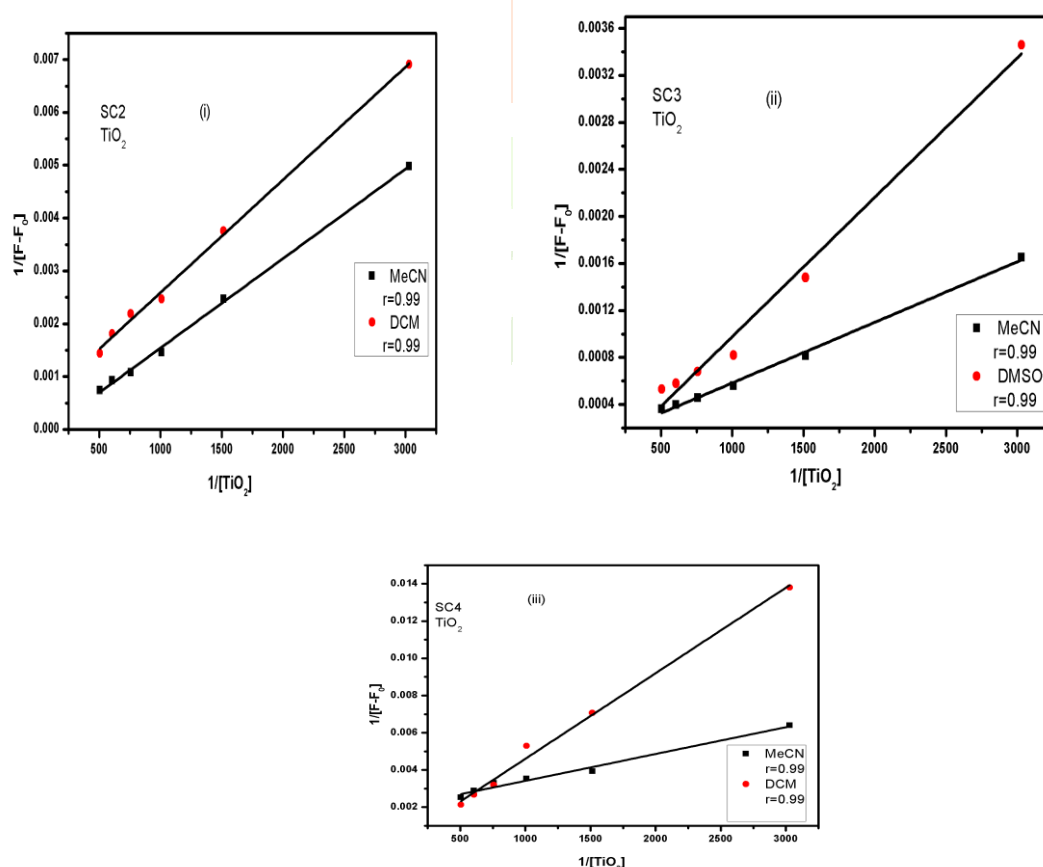 0.007
0.006
0.005
0.004
0.003
0.002
0.001
0.000
1/[F-F₀]
SC2
TiO₂
(i)
MeCN
r=0.99
DCM
r=0.99
500 1000 1500 2000 2500 3000
1/[TiO₂]
0.0036
0.0032
0.0028
0.0024
0.0020
0.0016
0.0012
0.0008
0.0004
1/[F-F₀]
SC3
TiO₂
(ii)
MeCN
r=0.99
DMSO
r=0.99
500 1000 1500 2000 2500 3000
1/[TiO₂]
0.014
0.012
0.010
0.008
0.006
0.004
0.002
1/[F-F₀]
SC4
TiO₂
(iii)
MeCN
r=0.99
DCM
r=0.99
500 1000 1500 2000 2500 3000
1/[TiO₂]